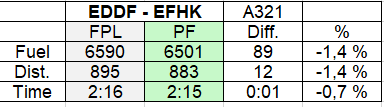 EDDF - EFHK A321
FPL PF Diff. %
Fuel 6590 6501 89 -1,4 %
Dist. 895 883 12 -1,4 %
Time 2:16 2:15 0:01 -0,7 %